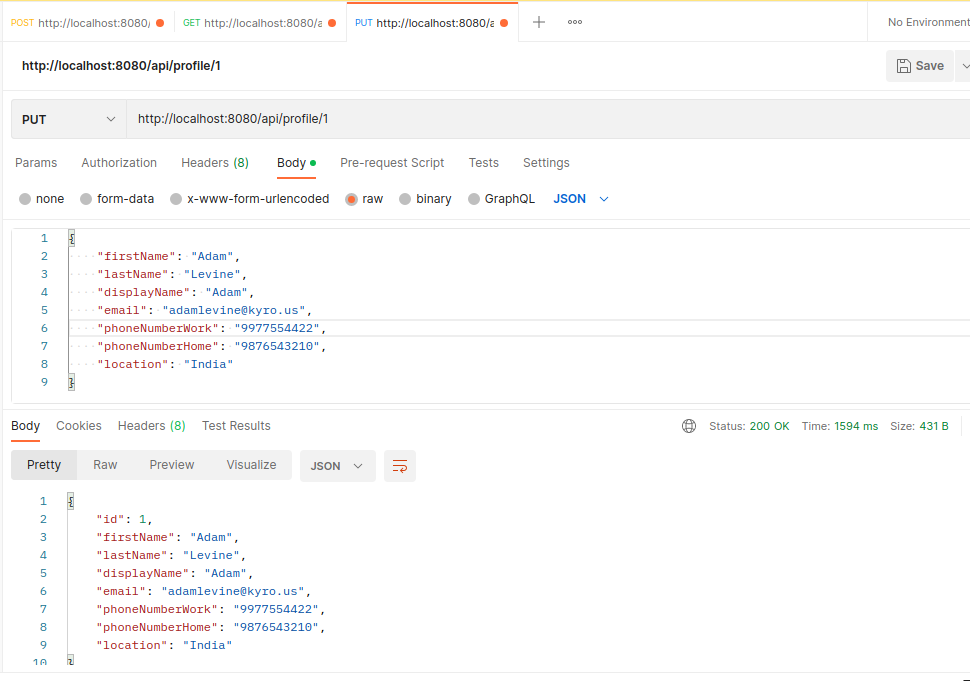 POST http://localhost:8080/ GET http://localhost:8080/a PUT http://localhost:8080/a No Environment
http://localhost:8080/api/profile/1 Save
PUT http://localhost:8080/api/profile/1
Params Authorization Headers (8) Body Pre-request Script Tests Settings
none form-data x-www-form-urlencoded raw binary GraphQL JSON
1 {
2 "firstName": "Adam",
3 "lastName": "Levine",
4 "displayName": "Adam",
5 "email": "adamlevine@kyro.us",
6 "phoneNumberWork": "9977554422",
7 "phoneNumberHome": "9876543210",
8 "location": "India"
9 }
Body Cookies Headers (8) Test Results Status: 200 OK Time: 1594 ms Size: 431 B
Pretty Raw Preview Visualize JSON
1 {
2 "id": 1,
3 "firstName": "Adam",
4 "lastName": "Levine",
5 "displayName": "Adam",
6 "email": "adamlevine@kyro.us",
7 "phoneNumberWork": "9977554422",
8 "phoneNumberHome": "9876543210",
9 "location": "India"
10 }